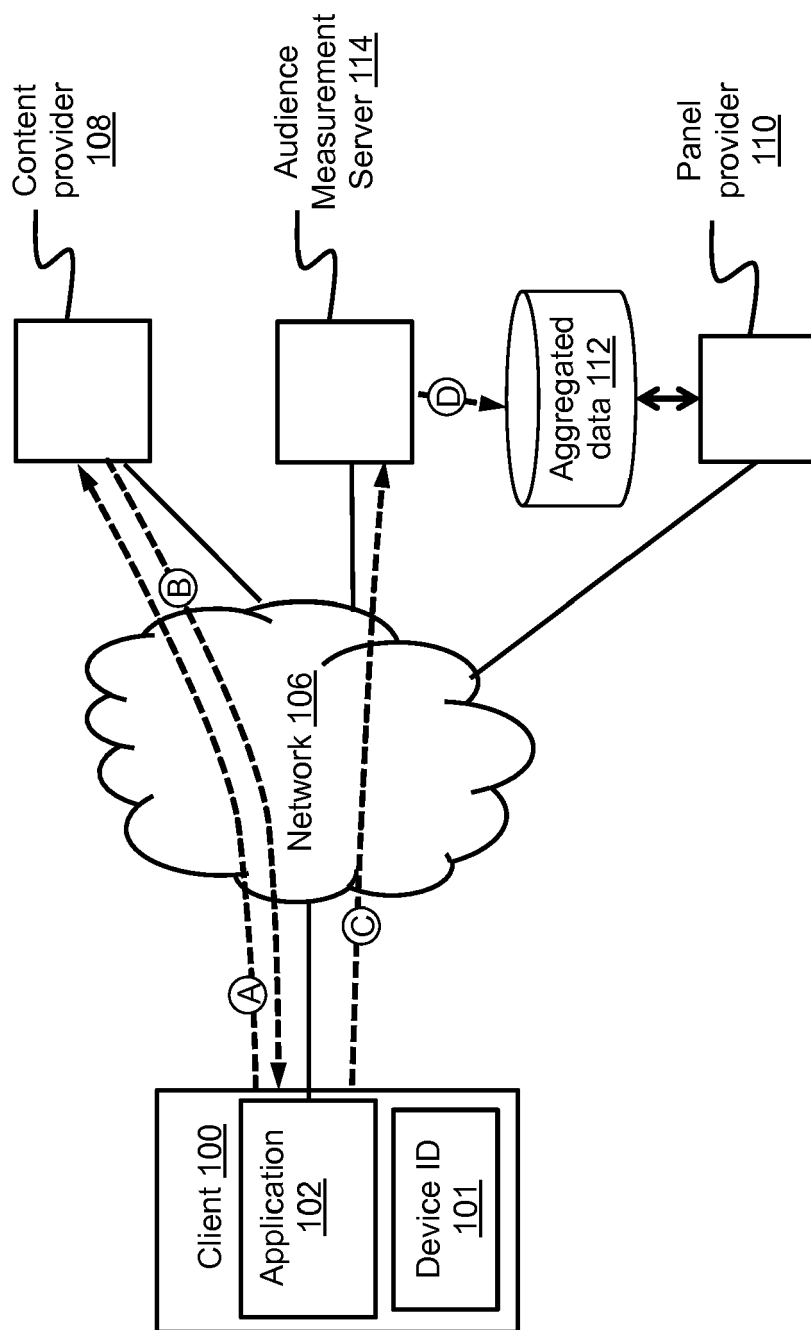 Client 100
Application
102
Device ID
101
A
B
C
D
Network 106
Content
provider
108
Audience
Measurement
Server 114
Aggregated
data 112
Panel
provider
110